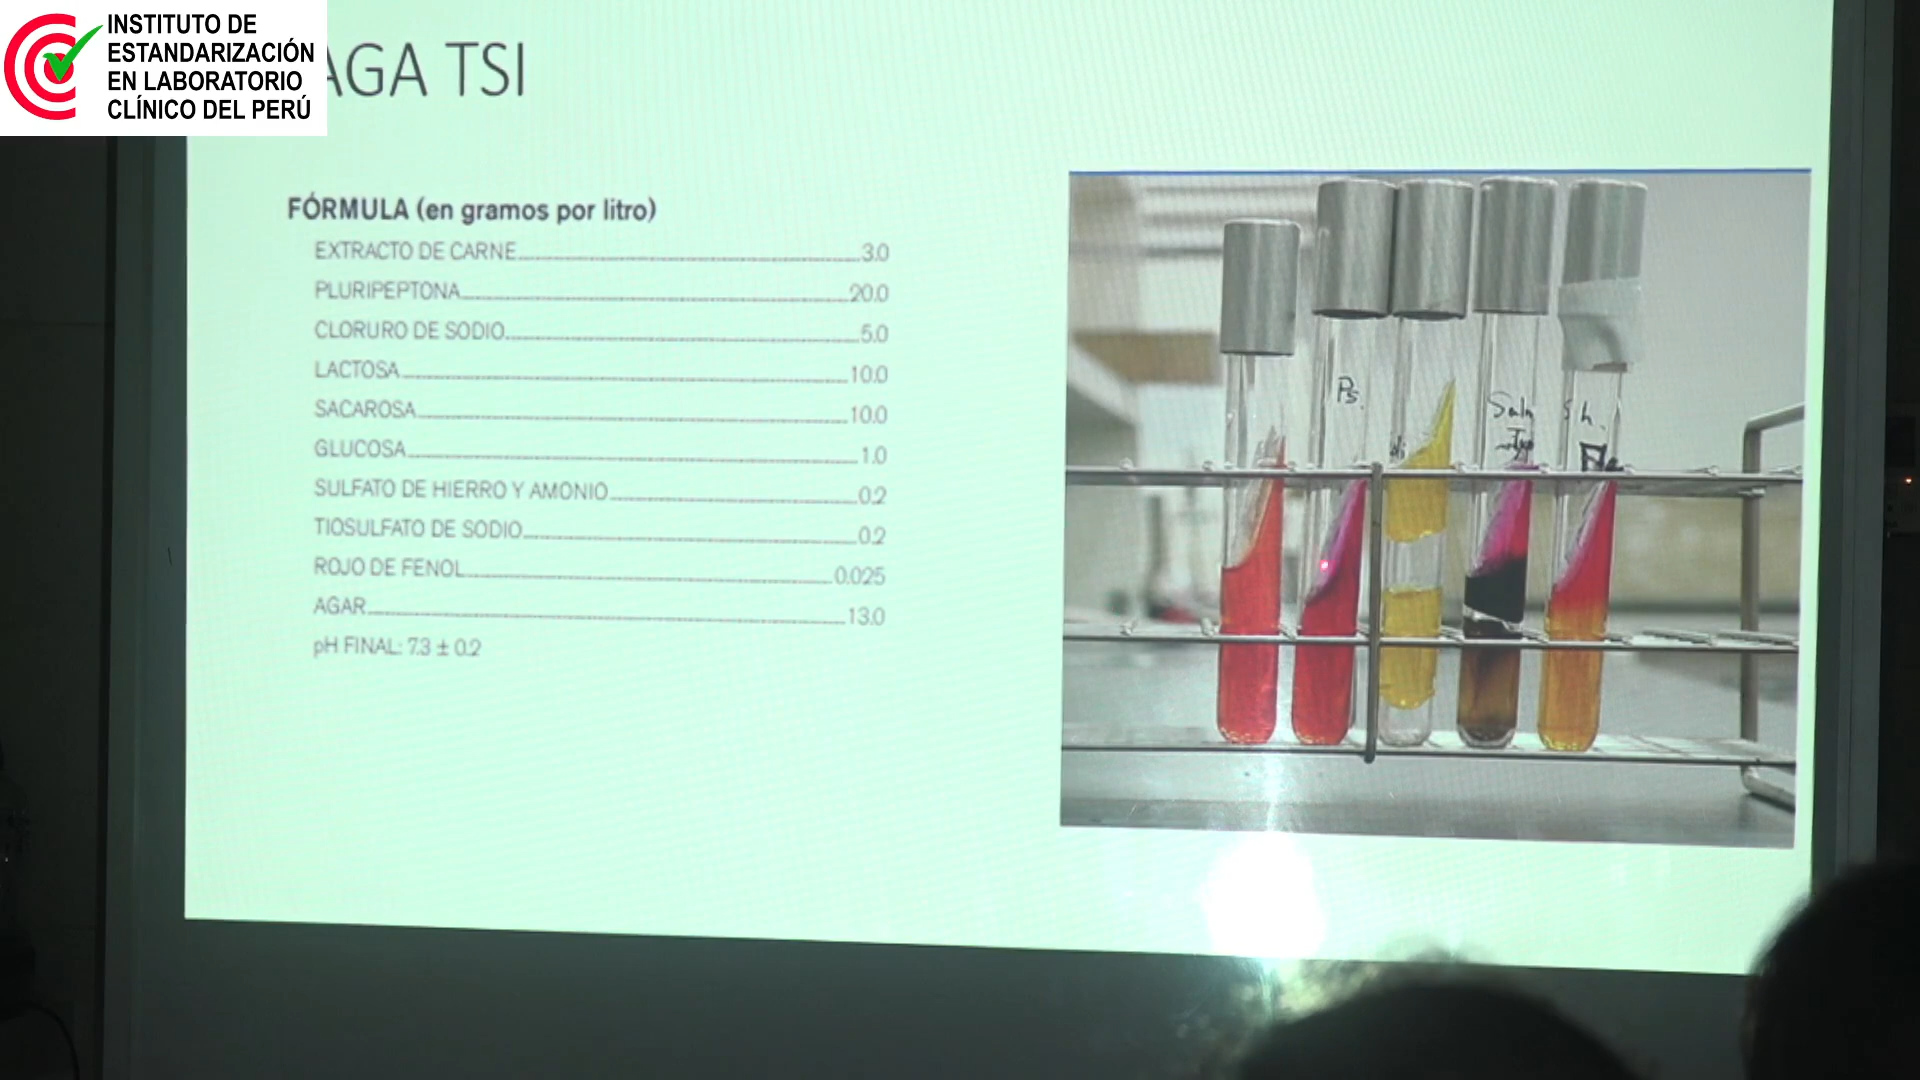 INSTITUTO DE
ESTANDARIZACIÓN
EN LABORATORIO
CLÍNICO DEL PERÚ
AGA TSI
FÓRMULA (en gramos por litro)
EXTRACTO DE CARNE 3.0
PLURIPEPTONA 20.0
CLORURO DE SODIO 5.0
LACTOSA 10.0
SACAROSA 10.0
GLUCOSA 1.0
SULFATO DE HIERRO Y AMONIO 0.2
TIOSULFATO DE SODIO 0.2
ROJO DE FENOL 0.025
AGAR 13.0
pH FINAL: 7.3 ± 0.2
Ps.
Salm